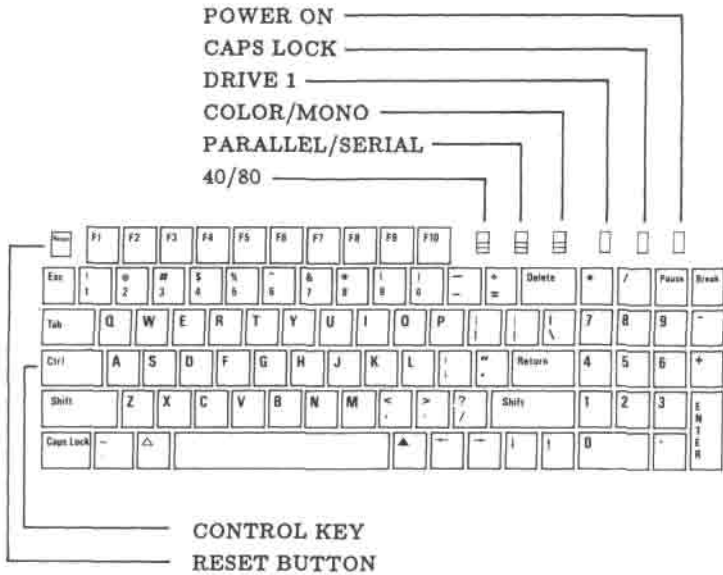 POWER ON
CAPS LOCK
DRIVE 1
COLOR/MONO
PARALLEL/SERIAL
40/80
Reset F1 F2 F3 F4 F5 F6 F7 F8 F9 F10
Esc ! 1 @ 2 # 3 $ 4 % 5 ^ 6 & 7 * 8 ( 9 ) 0 — - + = Delete * / Pause Break
Tab Q W E R T Y U I O P | \ 7 8 9 -
Ctrl A S D F G H J K L " Return 4 5 6 +
Shift Z X C V B N M < , > . ? / Shift 1 2 3 ENTER
Caps Lock ~ △ ▲ ← → ↓ ↑ 0 .
CONTROL KEY
RESET BUTTON